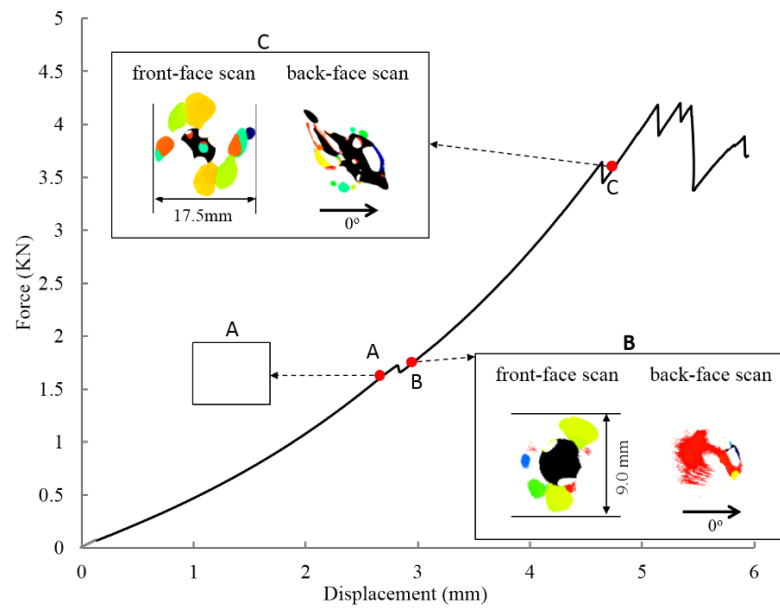 5
4.5
4
3.5
3
2.5
2
1.5
1
0.5
0
0
1
2
3
4
5
6
Force (KN)
Displacement (mm)
C
front-face scan
back-face scan
17.5mm
0°
C
A
A
B
B
front-face scan
back-face scan
9.0 mm
0°